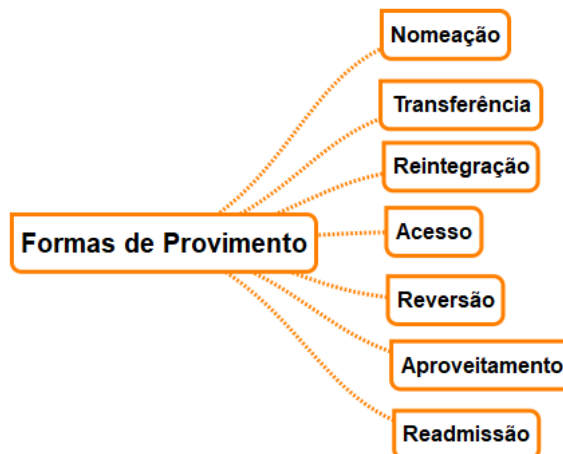 Nomeação
Transferência
Reintegração
Formas de Provimento
Acesso
Reversão
Aproveitamento
Readmissão